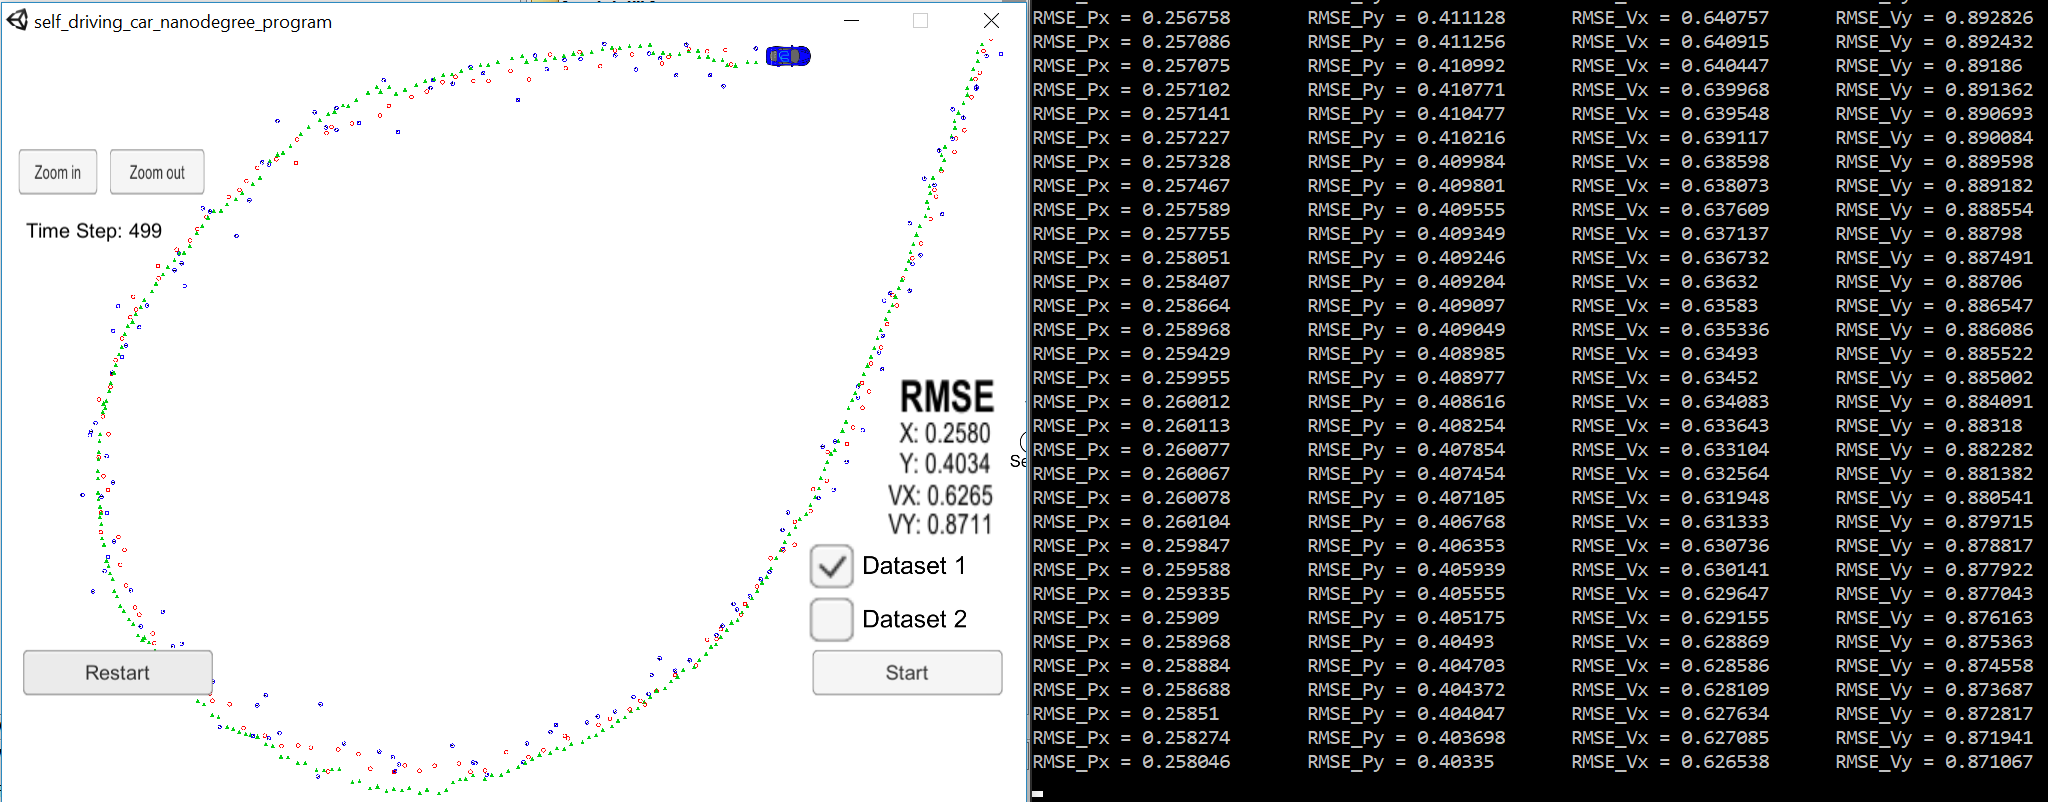 self_driving_car_nanodegree_program
Zoom in Zoom out
Time Step: 499
RMSE
X: 0.2580
Y: 0.4034
VX: 0.6265
VY: 0.8711
Dataset 1
Dataset 2
Restart
Start
Se
RMSE_Px = 0.256758 RMSE_Py = 0.411128 RMSE_Vx = 0.640757 RMSE_Vy = 0.892826
RMSE_Px = 0.257086 RMSE_Py = 0.411256 RMSE_Vx = 0.640915 RMSE_Vy = 0.892432
RMSE_Px = 0.257075 RMSE_Py = 0.410992 RMSE_Vx = 0.640447 RMSE_Vy = 0.89186
RMSE_Px = 0.257102 RMSE_Py = 0.410771 RMSE_Vx = 0.639968 RMSE_Vy = 0.891362
RMSE_Px = 0.257141 RMSE_Py = 0.410477 RMSE_Vx = 0.639548 RMSE_Vy = 0.890693
RMSE_Px = 0.257227 RMSE_Py = 0.410216 RMSE_Vx = 0.639117 RMSE_Vy = 0.890084
RMSE_Px = 0.257328 RMSE_Py = 0.409984 RMSE_Vx = 0.638598 RMSE_Vy = 0.889598
RMSE_Px = 0.257467 RMSE_Py = 0.409801 RMSE_Vx = 0.638073 RMSE_Vy = 0.889182
RMSE_Px = 0.257589 RMSE_Py = 0.409555 RMSE_Vx = 0.637609 RMSE_Vy = 0.888554
RMSE_Px = 0.257755 RMSE_Py = 0.409349 RMSE_Vx = 0.637137 RMSE_Vy = 0.88798
RMSE_Px = 0.258051 RMSE_Py = 0.409246 RMSE_Vx = 0.636732 RMSE_Vy = 0.887491
RMSE_Px = 0.258407 RMSE_Py = 0.409204 RMSE_Vx = 0.63632 RMSE_Vy = 0.88706
RMSE_Px = 0.258664 RMSE_Py = 0.409097 RMSE_Vx = 0.63583 RMSE_Vy = 0.886547
RMSE_Px = 0.258968 RMSE_Py = 0.409049 RMSE_Vx = 0.635336 RMSE_Vy = 0.886086
RMSE_Px = 0.259429 RMSE_Py = 0.408985 RMSE_Vx = 0.63493 RMSE_Vy = 0.885522
RMSE_Px = 0.259955 RMSE_Py = 0.408977 RMSE_Vx = 0.63452 RMSE_Vy = 0.885002
RMSE_Px = 0.260012 RMSE_Py = 0.408616 RMSE_Vx = 0.634083 RMSE_Vy = 0.884091
RMSE_Px = 0.260113 RMSE_Py = 0.408254 RMSE_Vx = 0.633643 RMSE_Vy = 0.88318
RMSE_Px = 0.260077 RMSE_Py = 0.407854 RMSE_Vx = 0.633104 RMSE_Vy = 0.882282
RMSE_Px = 0.260067 RMSE_Py = 0.407454 RMSE_Vx = 0.632564 RMSE_Vy = 0.881382
RMSE_Px = 0.260078 RMSE_Py = 0.407105 RMSE_Vx = 0.631948 RMSE_Vy = 0.880541
RMSE_Px = 0.260104 RMSE_Py = 0.406768 RMSE_Vx = 0.631333 RMSE_Vy = 0.879715
RMSE_Px = 0.259847 RMSE_Py = 0.406353 RMSE_Vx = 0.630736 RMSE_Vy = 0.878817
RMSE_Px = 0.259588 RMSE_Py = 0.405939 RMSE_Vx = 0.630141 RMSE_Vy = 0.877922
RMSE_Px = 0.259335 RMSE_Py = 0.405555 RMSE_Vx = 0.629647 RMSE_Vy = 0.877043
RMSE_Px = 0.25909 RMSE_Py = 0.405175 RMSE_Vx = 0.629155 RMSE_Vy = 0.876163
RMSE_Px = 0.258968 RMSE_Py = 0.40493 RMSE_Vx = 0.628869 RMSE_Vy = 0.875363
RMSE_Px = 0.258884 RMSE_Py = 0.404703 RMSE_Vx = 0.628586 RMSE_Vy = 0.874558
RMSE_Px = 0.258688 RMSE_Py = 0.404372 RMSE_Vx = 0.628109 RMSE_Vy = 0.873687
RMSE_Px = 0.25851 RMSE_Py = 0.404047 RMSE_Vx = 0.627634 RMSE_Vy = 0.872817
RMSE_Px = 0.258274 RMSE_Py = 0.403698 RMSE_Vx = 0.627085 RMSE_Vy = 0.871941
RMSE_Px = 0.258046 RMSE_Py = 0.40335 RMSE_Vx = 0.626538 RMSE_Vy = 0.871067